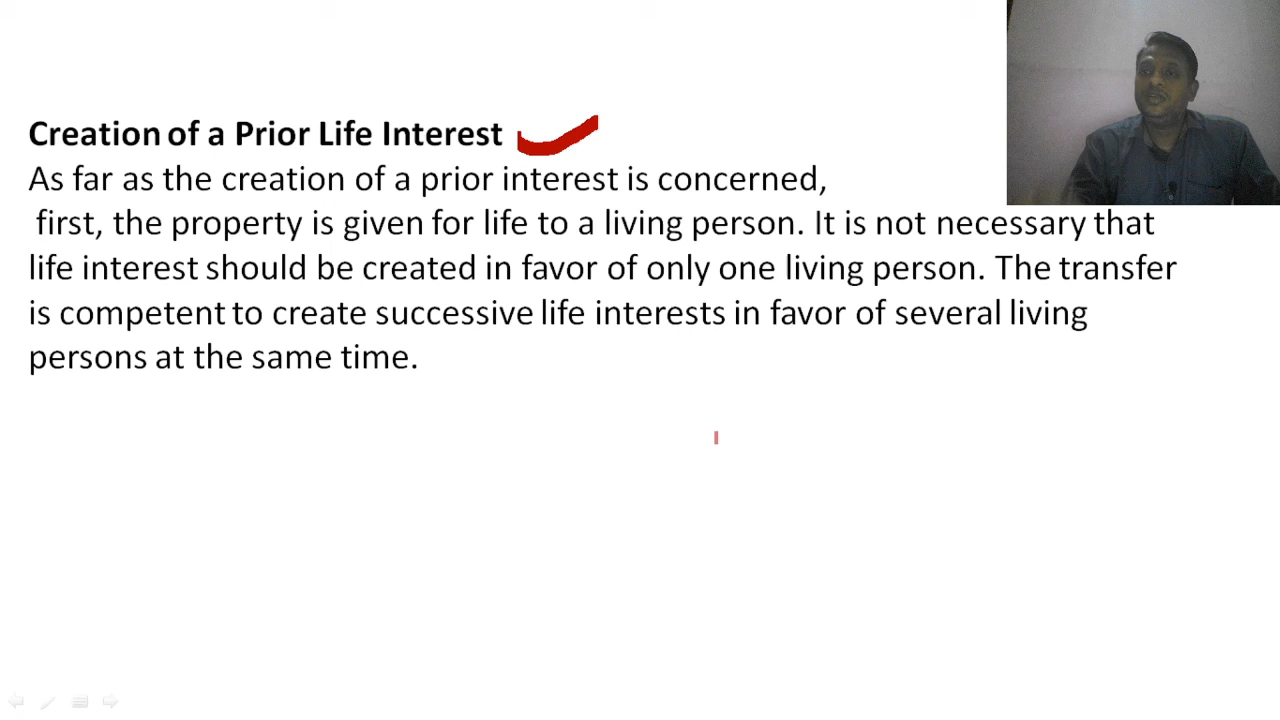 Creation of a Prior Life Interest
As far as the creation of a prior interest is concerned,
first, the property is given for life to a living person. It is not necessary that
life interest should be created in favor of only one living person. The transfer
is competent to create successive life interests in favor of several living
persons at the same time.